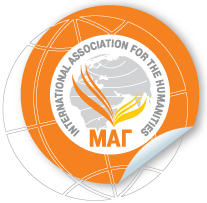 INTERNATIONAL ASSOCIATION FOR THE HUMANITIES
МАГ